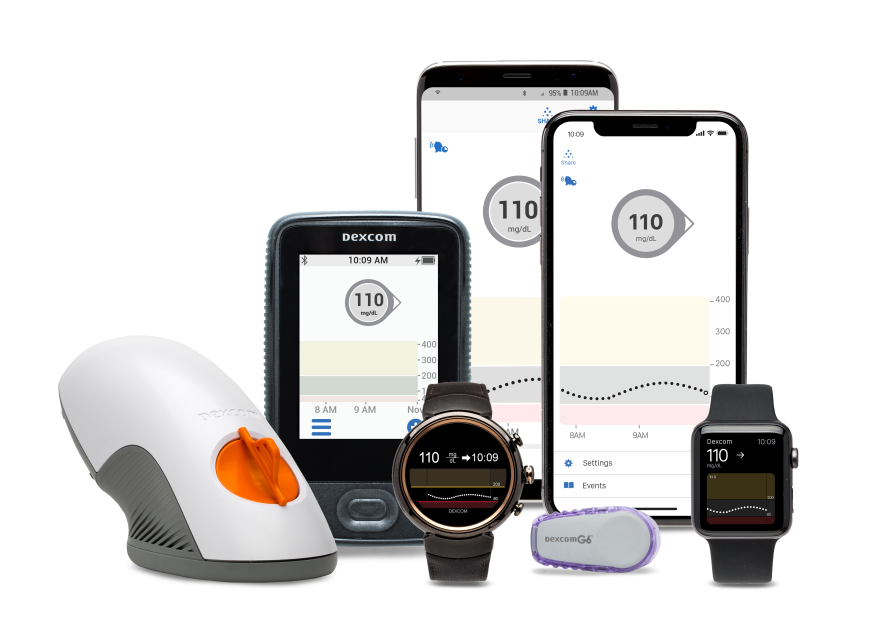 95% 10:09AM
110
mg/dL
10:09
Share
110
mg/dL
400
300
200
8AM
9AM
Settings
Events
DEXCOM
10:09 AM
110
mg/dL
400
300
200
8 AM
9 AM
DEXCOM
110 mg/dL 10:09
200
80
DEXCOM
DEXCOM G6
Dexcom 10:09
110
mg/dL